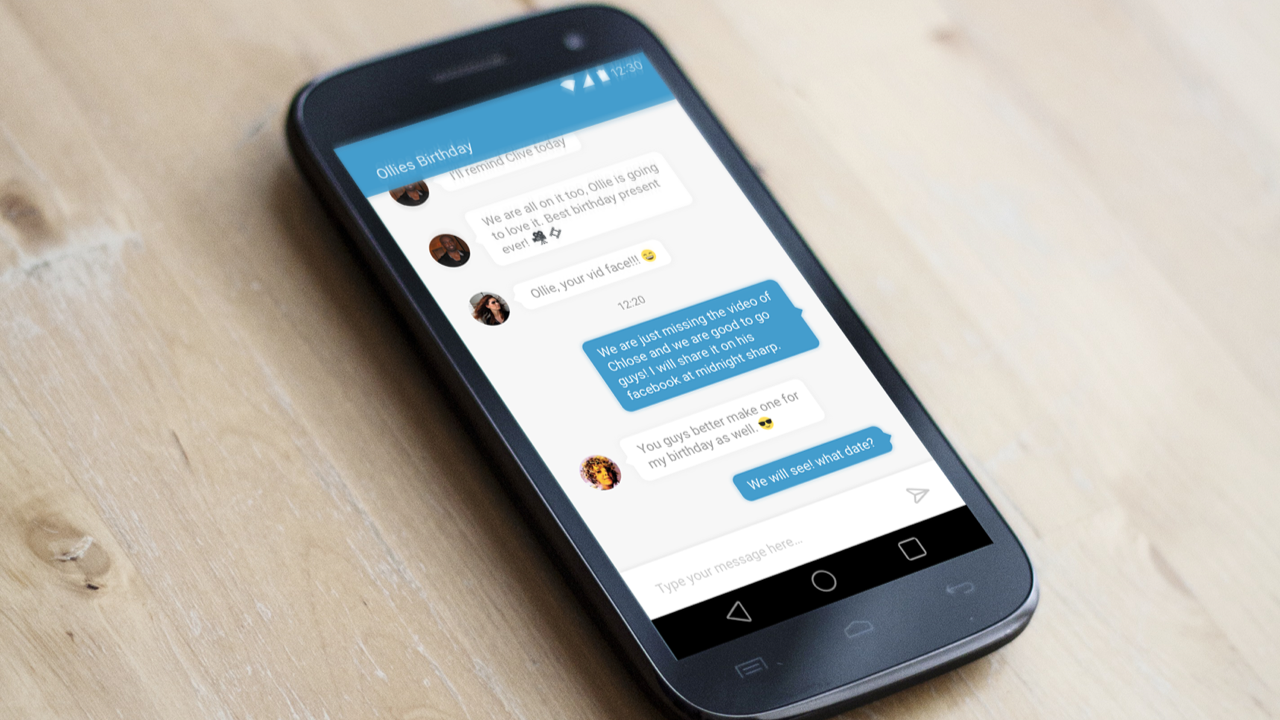 12:30
Ollies Birthday
I'll remind Clive today
We are all on it too, Ollie is going
to love it. Best birthday present
ever!
Ollie, your vid face!!! 😄
12:20
We are just missing the video of
Chlose and we are good to go
guys! I will share it on his
facebook at midnight sharp.
You guys better make one for
my birthday as well. 😎
We will see! what date?
Type your message here...